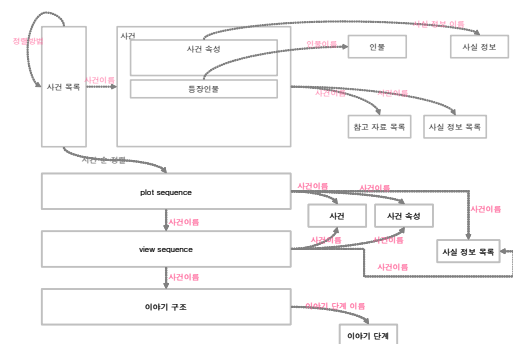 사실 정보 이름
정렬방법
사건
인물이름
사건 속성
인물
사실 정보
사건이름
사건 목록
등장인물
사건이름
사건이름
참고 자료 목록
사실 정보 목록
사건 순 정렬
plot sequence
사건이름
사건이름
사건이름
사건
사건 속성
사건이름
사건이름
사건이름
view sequence
사실 정보 목록
사건이름
사건이름
이야기 구조
이야기 단계 이름
이야기 단계